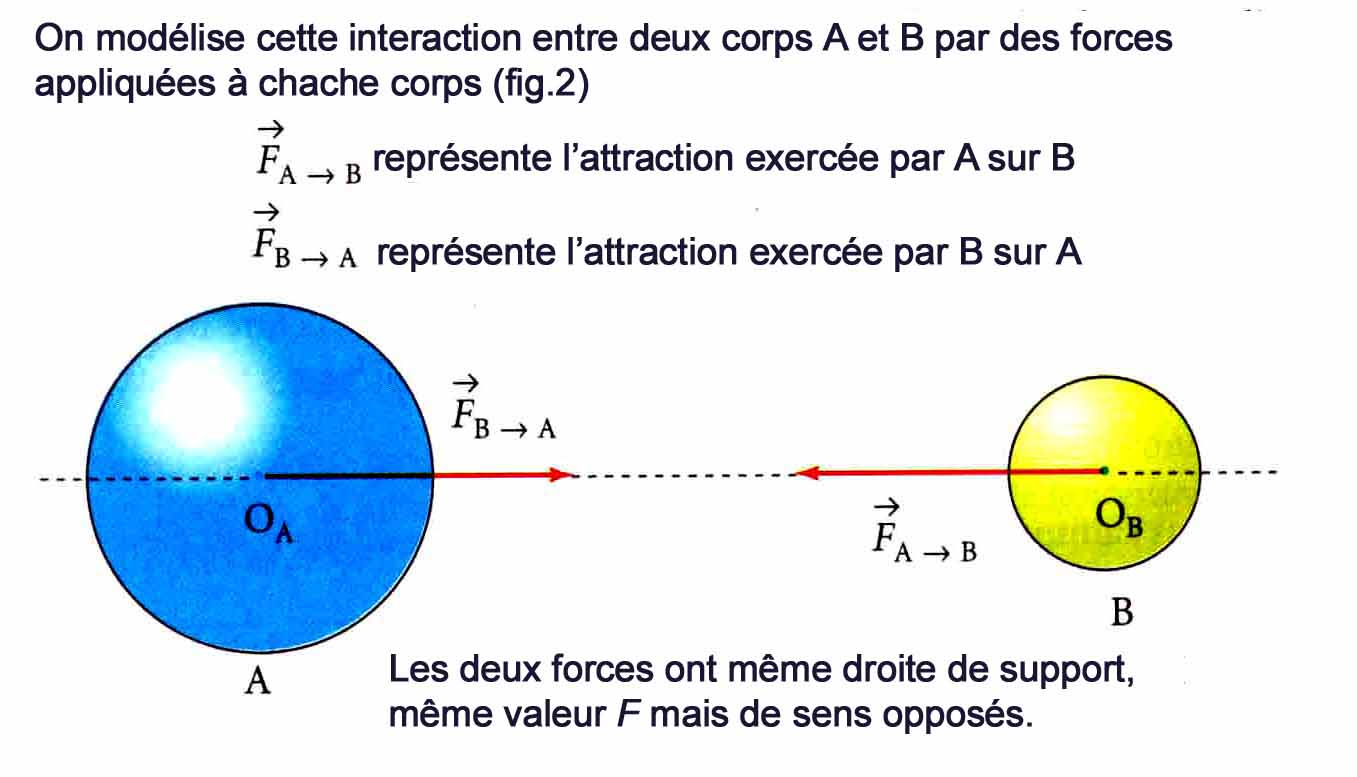 On modélise cette interaction entre deux corps A et B par des forces
appliquées à chache corps (fig.2)
F⃗ A → B représente l’attraction exercée par A sur B
F⃗ B → A représente l’attraction exercée par B sur A
F⃗ B → A
O A
O B
F⃗ A → B
B
A
Les deux forces ont même droite de support,
même valeur F mais de sens opposés.